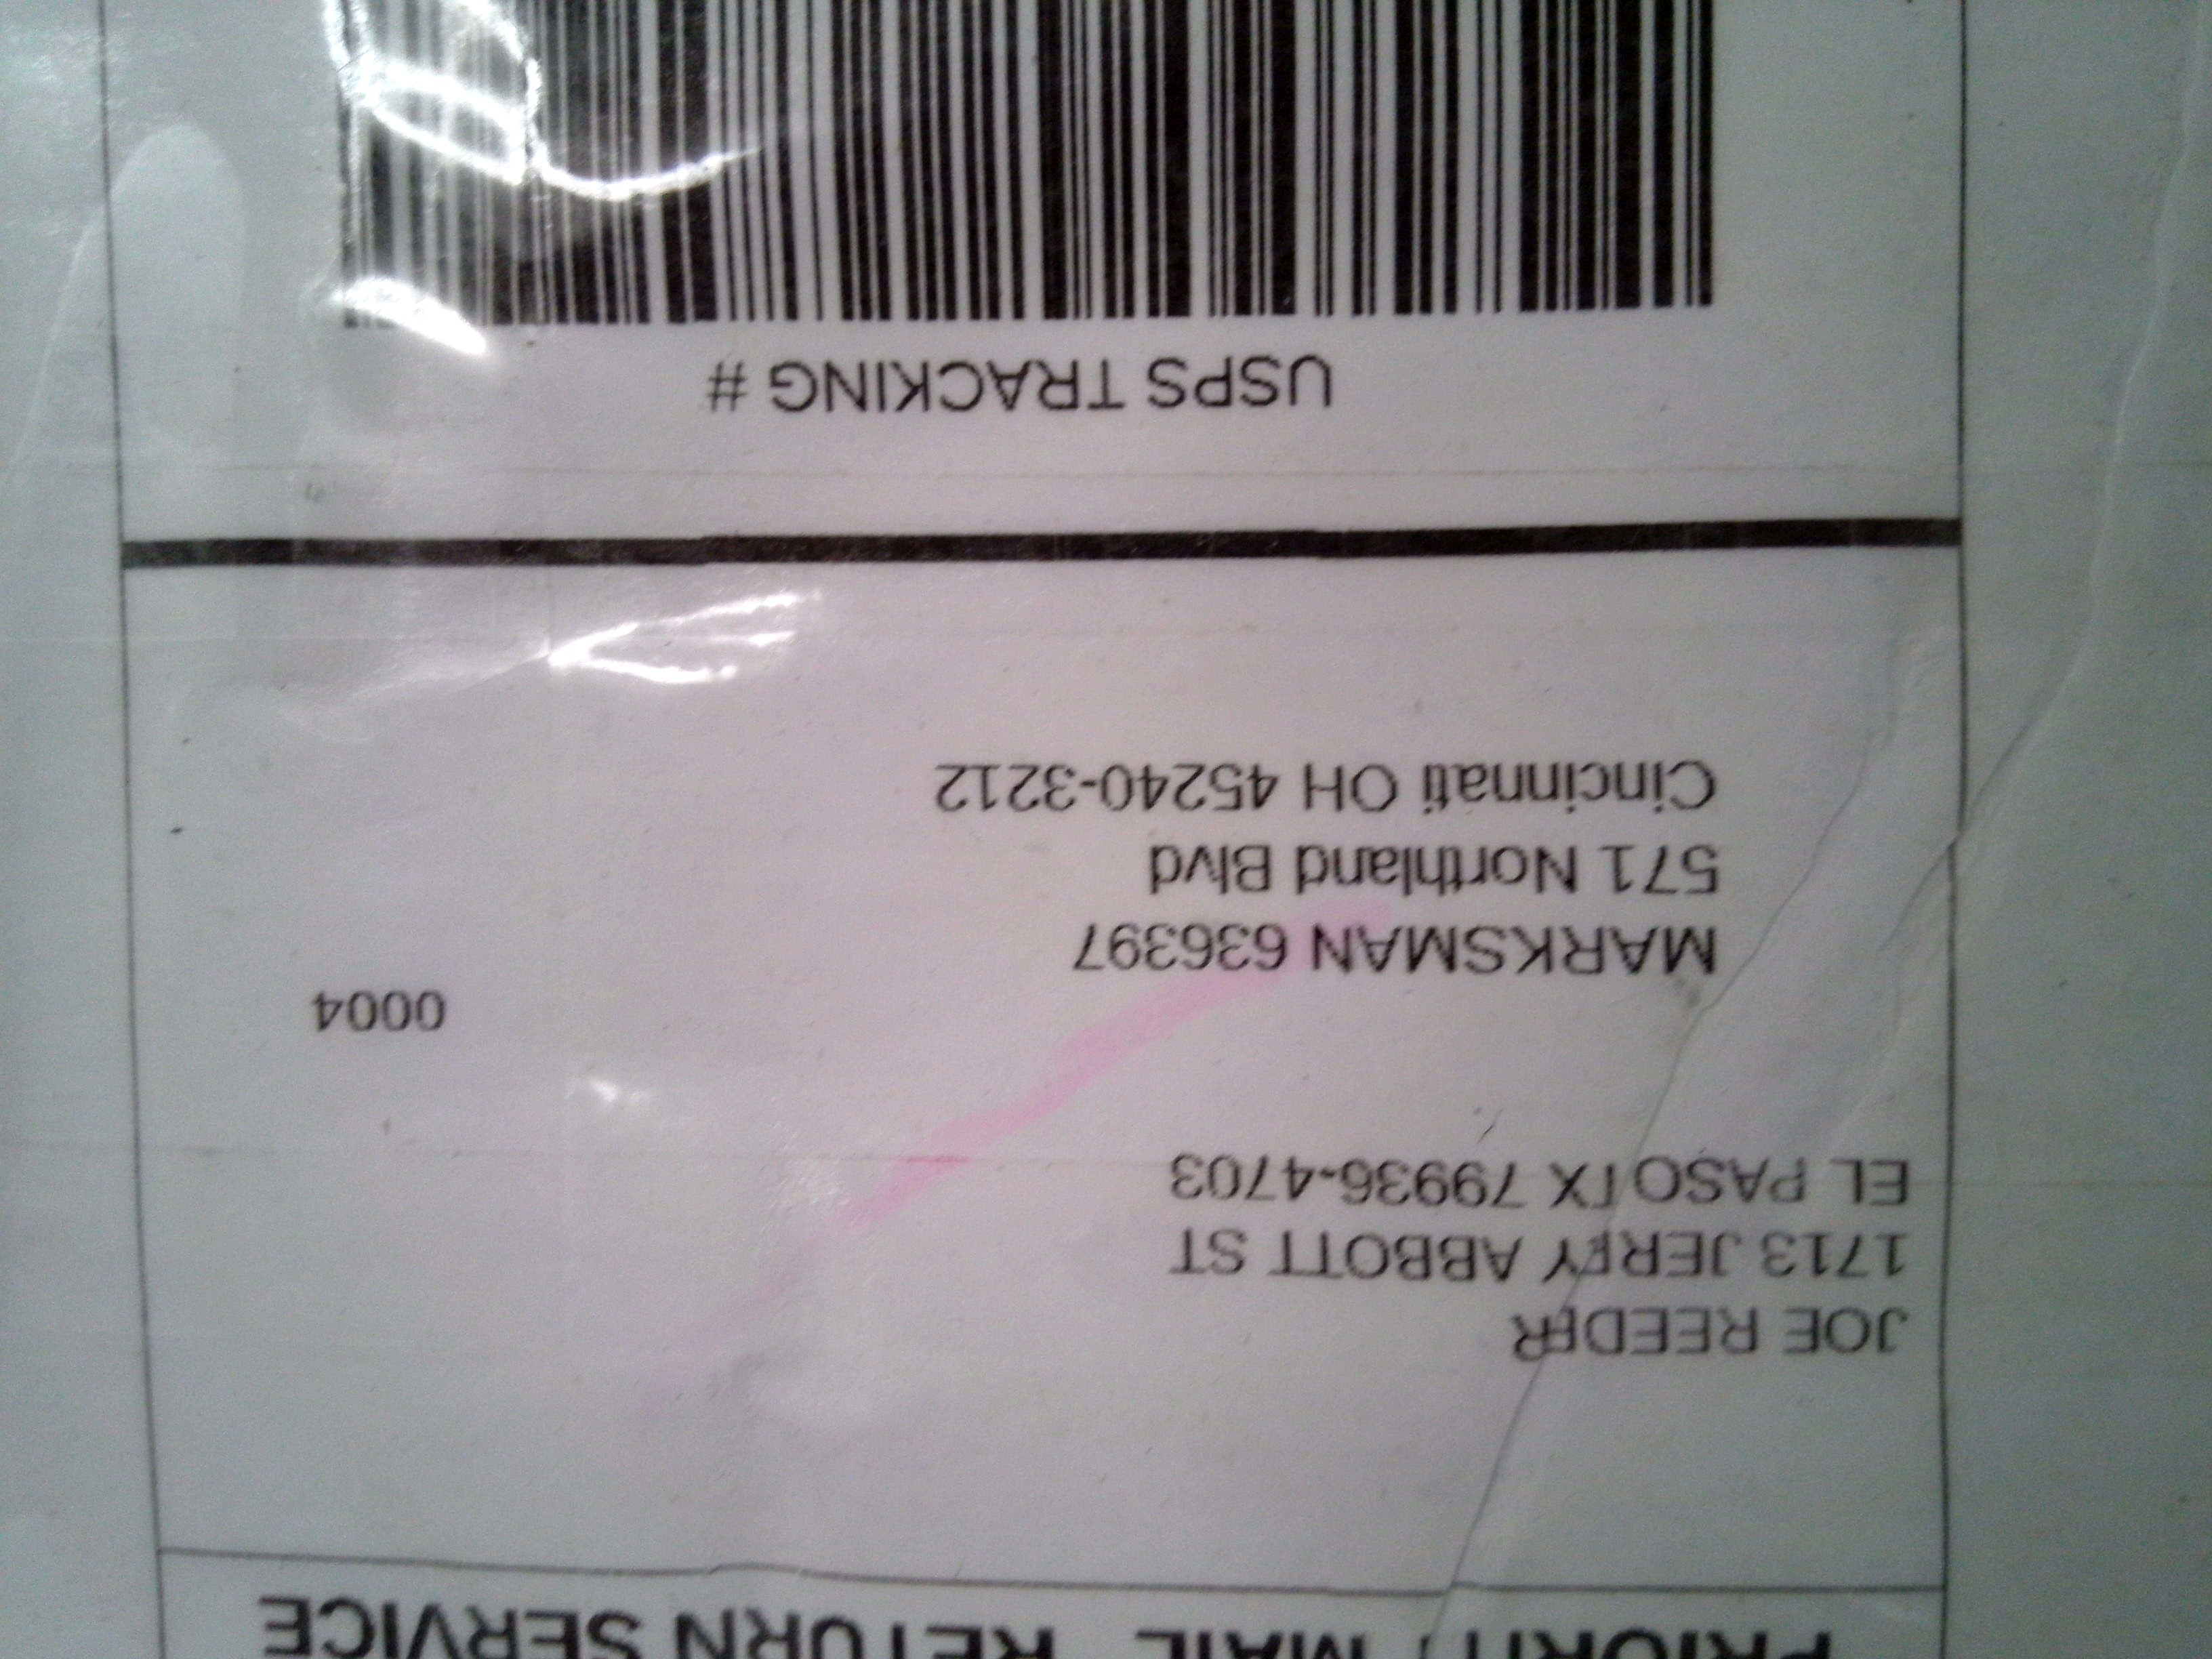 PRIORITY MAIL RETURN SERVICE
JOE REEDER
1713 JERRY ABBOTT ST
EL PASO TX 79936-4703
0004
MARKSMAN 636397
571 Northland Blvd
Cincinnati OH 45240-3212
USPS TRACKING #